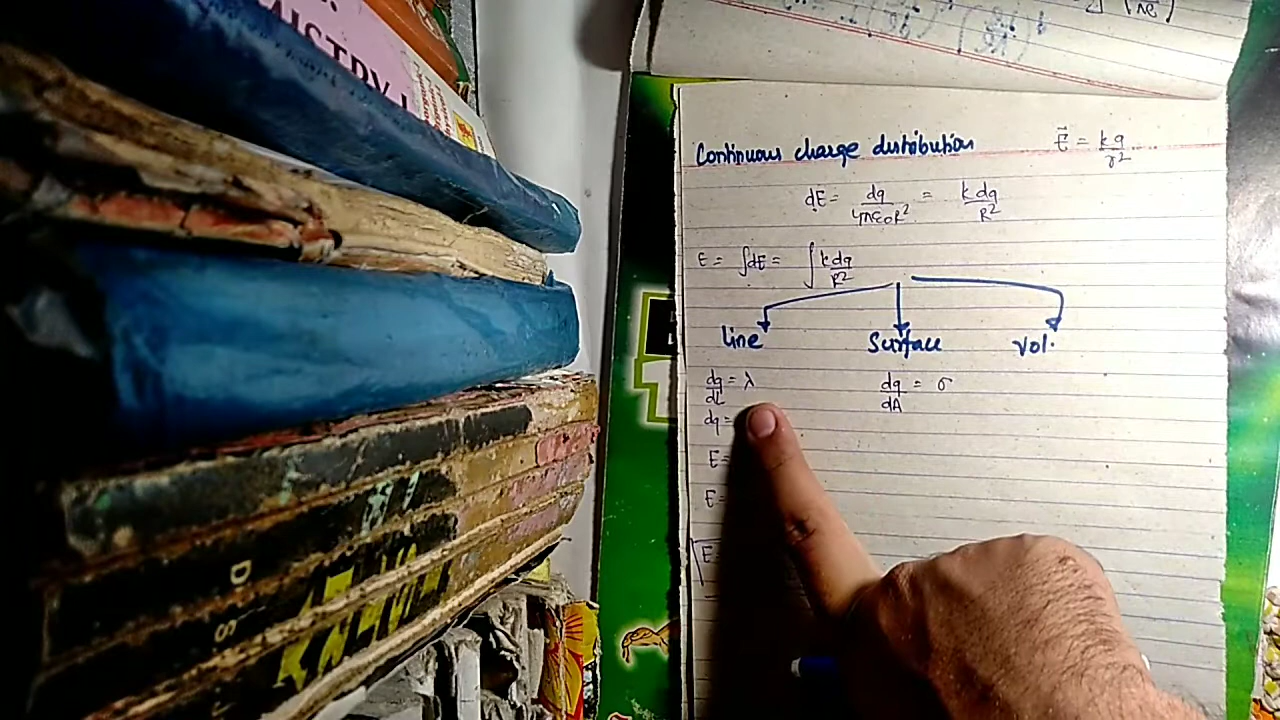 MISTRY
Continuous charge distribution
E⃗ = kq/r²
dE = dq/4πε₀R² = k dq/R²
E = ∫dE = ∫ k dq/R²
Line Surface Vol.
dq/dL = λ dq/dA = σ
dq =
E =
E =
E =
D S J